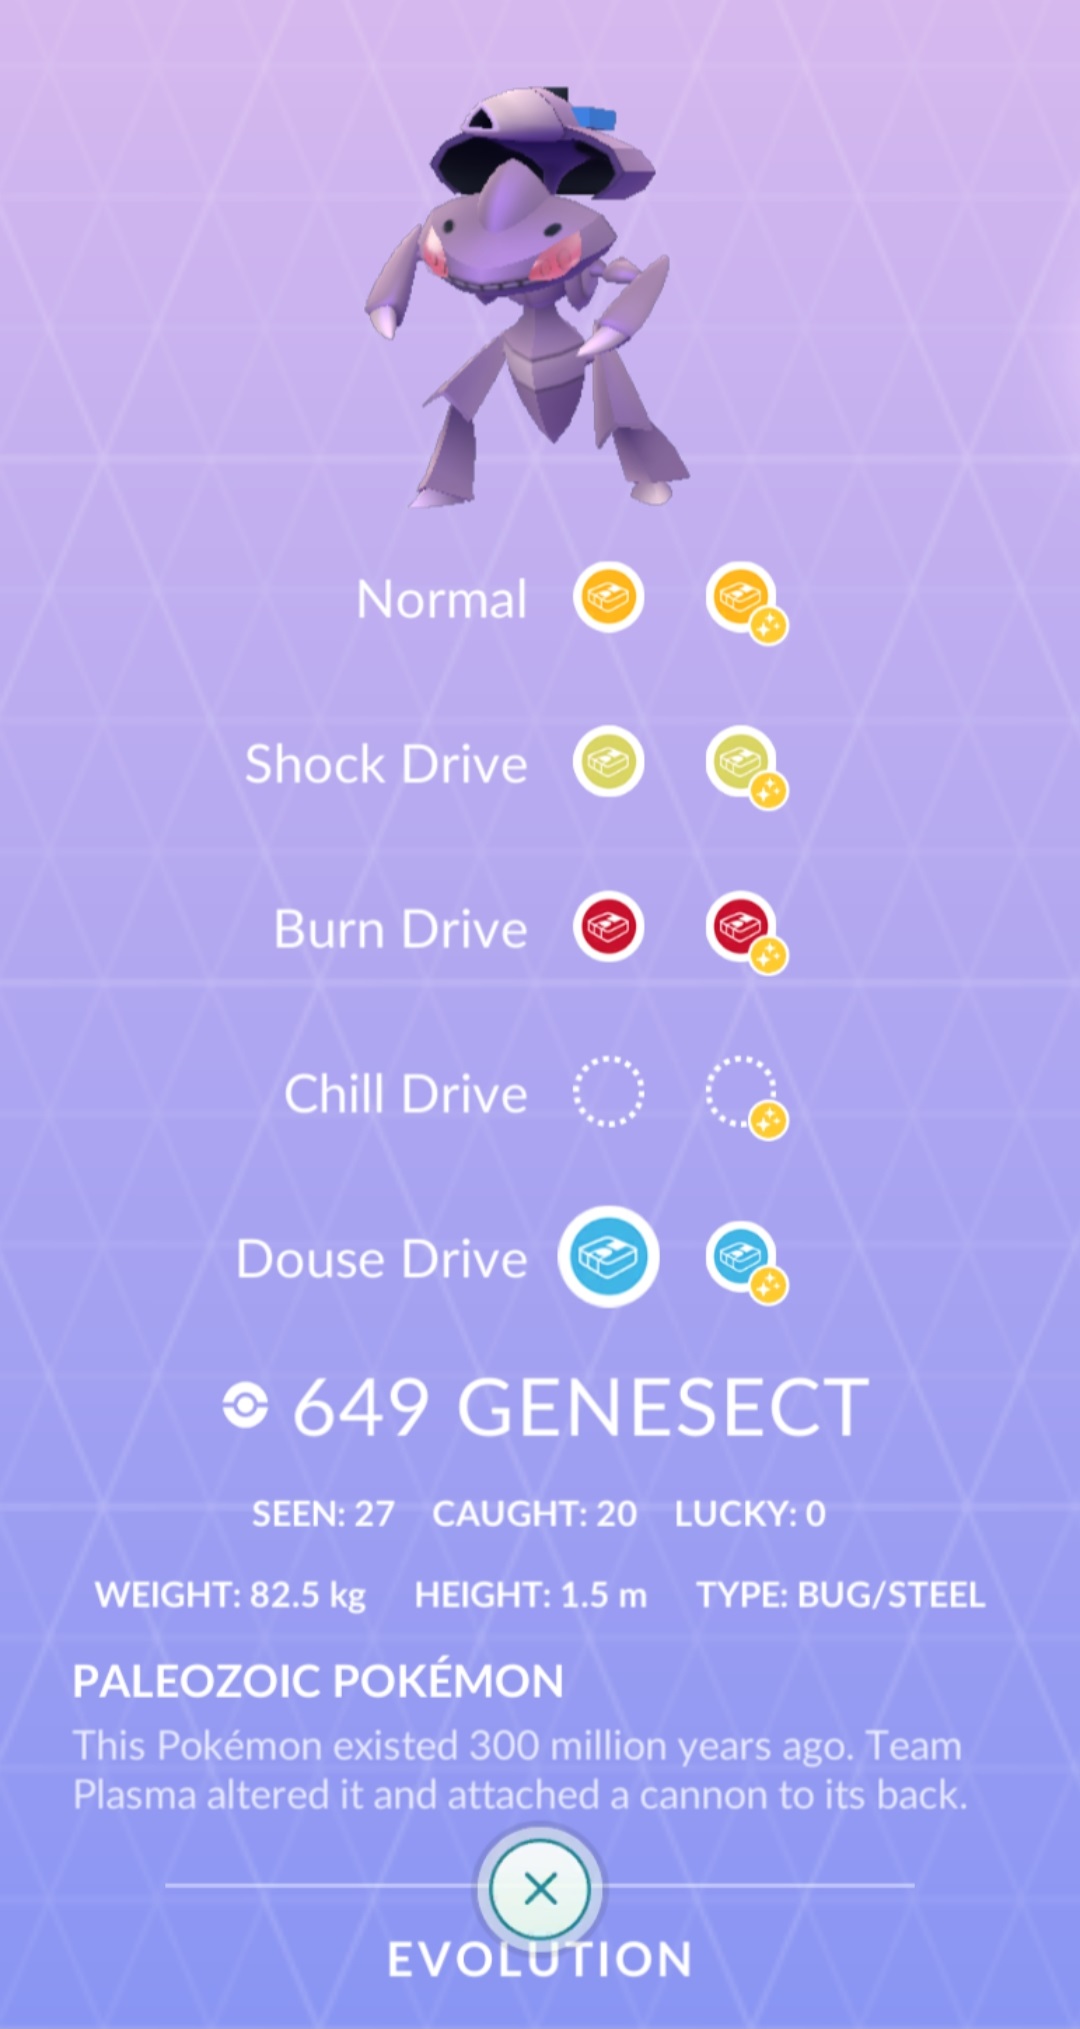 Normal
Shock Drive
Burn Drive
Chill Drive
Douse Drive
649 GENESECT
SEEN: 27 CAUGHT: 20 LUCKY: 0
WEIGHT: 82.5 kg HEIGHT: 1.5 m TYPE: BUG/STEEL
PALEOZOIC POKÉMON
This Pokémon existed 300 million years ago. Team
Plasma altered it and attached a cannon to its back.
EVOLUTION